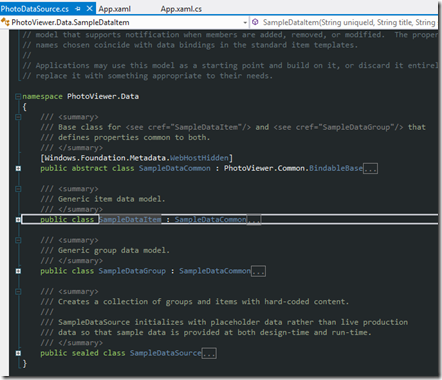 PhotoDataSource.cs App.xaml App.xaml.cs
PhotoViewer.Data.SampleDataItem SampleDataItem(String uniqueId, String title, String
// model that supports notification when members are added, removed, or modified.  The prope
// names chosen coincide with data bindings in the standard item templates.
//
// Applications may use this model as a starting point and build on it, or discard it entirel
// replace it with something appropriate to their needs.
namespace PhotoViewer.Data
{
/// <summary>
/// Base class for <see cref="SampleDataItem"/> and <see cref="SampleDataGroup"/> that
/// defines properties common to both.
/// </summary>
[Windows.Foundation.Metadata.WebHostHidden]
public abstract class SampleDataCommon : PhotoViewer.Common.BindableBase...
/// <summary>
/// Generic item data model.
/// </summary>
public class SampleDataItem : SampleDataCommon...
/// <summary>
/// Generic group data model.
/// </summary>
public class SampleDataGroup : SampleDataCommon...
/// <summary>
/// Creates a collection of groups and items with hard-coded content.
///
/// SampleDataSource initializes with placeholder data rather than live production
/// data so that sample data is provided at both design-time and run-time.
/// </summary>
public sealed class SampleDataSource...
}